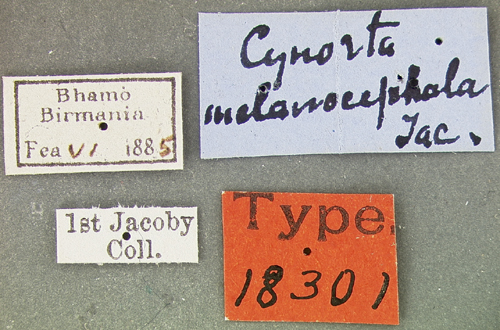 Bhamò
Birmania
Fea VI 1885
Cynorta
melanocephala
Jac.
1st Jacoby
Coll.
Type.
18301